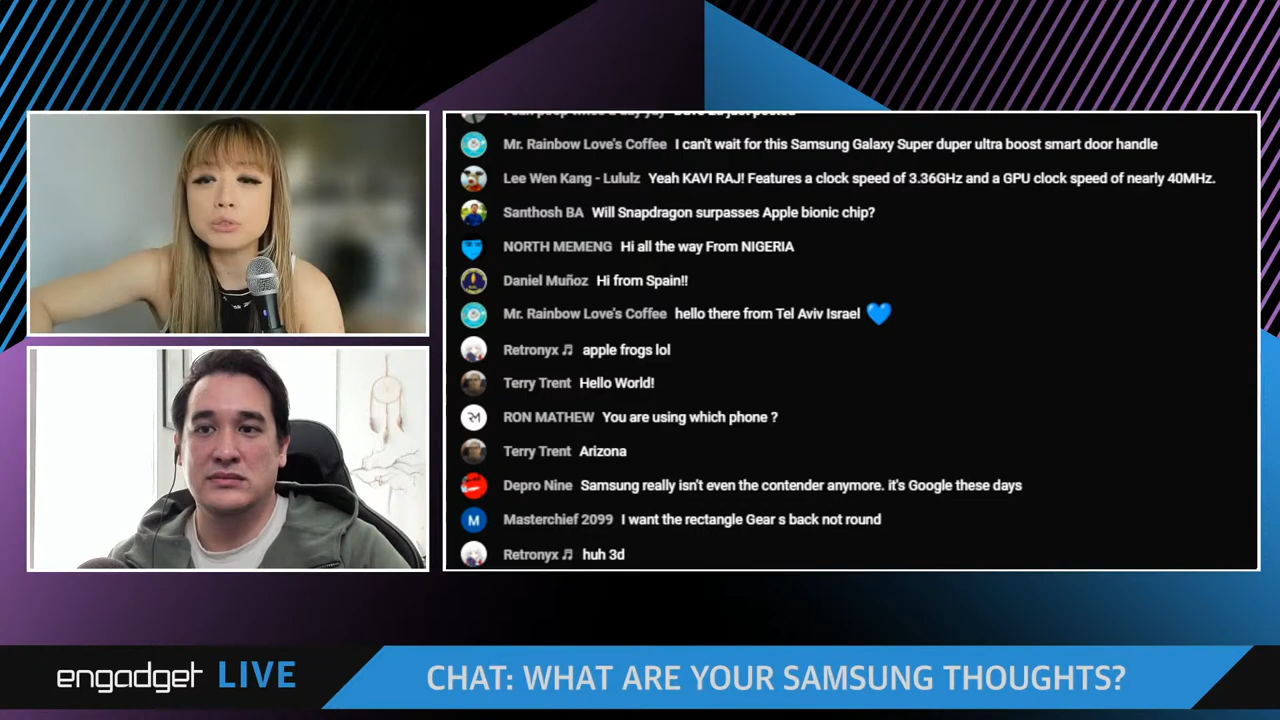 Mr. Rainbow Love's Coffee I can't wait for this Samsung Galaxy Super duper ultra boost smart door handle
Lee Wen Kang - Lululz Yeah KAVI RAJ! Features a clock speed of 3.36GHz and a GPU clock speed of nearly 40MHz.
Santhosh BA Will Snapdragon surpasses Apple bionic chip?
NORTH MEMENG Hi all the way From NIGERIA
Daniel Muñoz Hi from Spain!!
Mr. Rainbow Love's Coffee hello there from Tel Aviv Israel 💙
Retronyx ♫ apple frogs lol
Terry Trent Hello World!
RON MATHEW You are using which phone ?
Terry Trent Arizona
Depro Nine Samsung really isn't even the contender anymore. it's Google these days
M Masterchief 2099 I want the rectangle Gear s back not round
Retronyx ♫ huh 3d
engadget LIVE
CHAT: WHAT ARE YOUR SAMSUNG THOUGHTS?